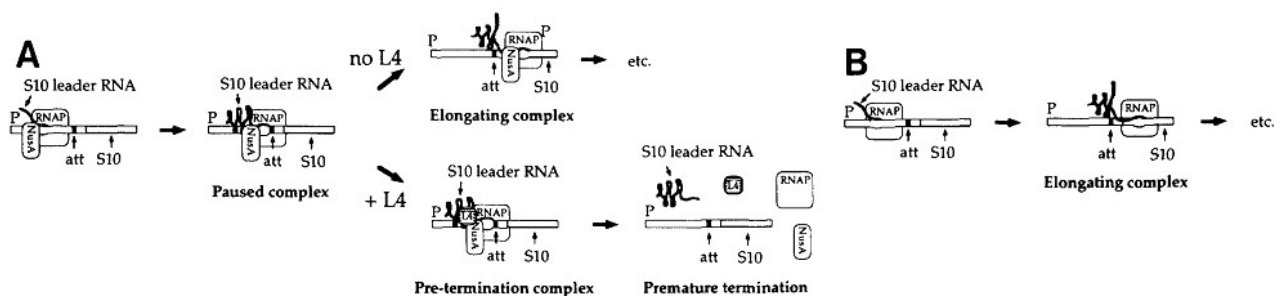 A
S10 leader RNA
P
RNAP
NusA
att
S10
S10 leader RNA
P
RNAP
NusA
att
S10
Paused complex
no L4
P
RNAP
P
NusA
att
S10
Elongating complex
etc.
+ L4
S10 leader RNA
P
L4
RNAP
NusA
att
S10
Pre-termination complex
S10 leader RNA
L4
RNAP
P
NusA
att
S10
Premature termination
B
S10 leader RNA
P
RNAP
att
S10
P
RNAP
att
S10
Elongating complex
etc.